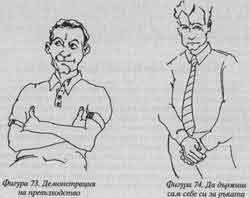 Фигура 73. Демонстрация
на превъзходство
Фигура 74. Да държиш
сам себе си за ръката